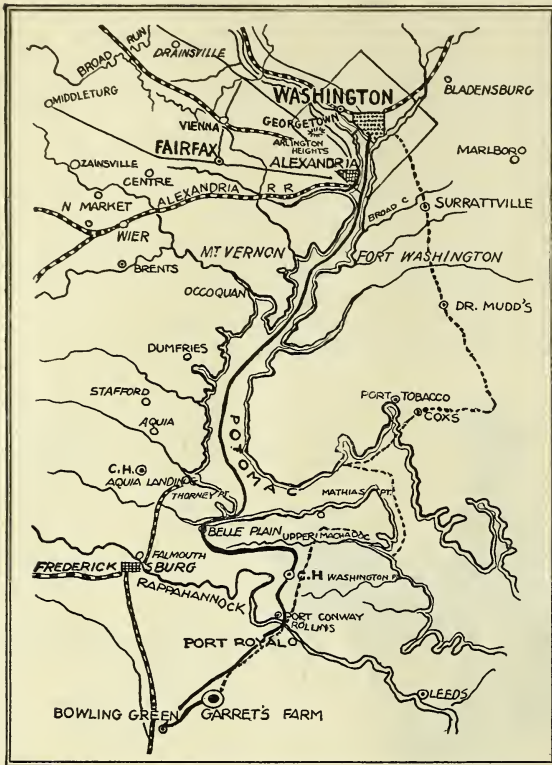 BROAD RUN
DRAINSVILLE
MIDDLETURG
WASHINGTON
BLADENSBURG
GEORGETOWN
VIENNA
ARLINGTON
HEIGHTS
FAIRFAX
ALEXANDRIA
MARLBORO
ZAWSVILLE
CENTRE
ALEXANDRIA R R
N MARKET
BROAD C
SURRATTVILLE
WIER
MT VERNON
FORT WASHINGTON
BRENTS
OCCOQUAN
DR. MUDD'S
DUMFRIES
STAFFORD
PORT TOBACCO
COXS
AQUIA
POTOMAC
C.H.
AQUIA LANDING
THORNEY PT.
MATHIAS PT.
BELLE PLAIN
UPPER MACHADOC
FALMOUTH
FREDERICKSBURG
C.H WASHINGTON P
RAPPAHANNOCK
PORT CONWAY
ROLLINS
PORT ROYAL
LEEDS
BOWLING GREEN
GARRET'S FARM